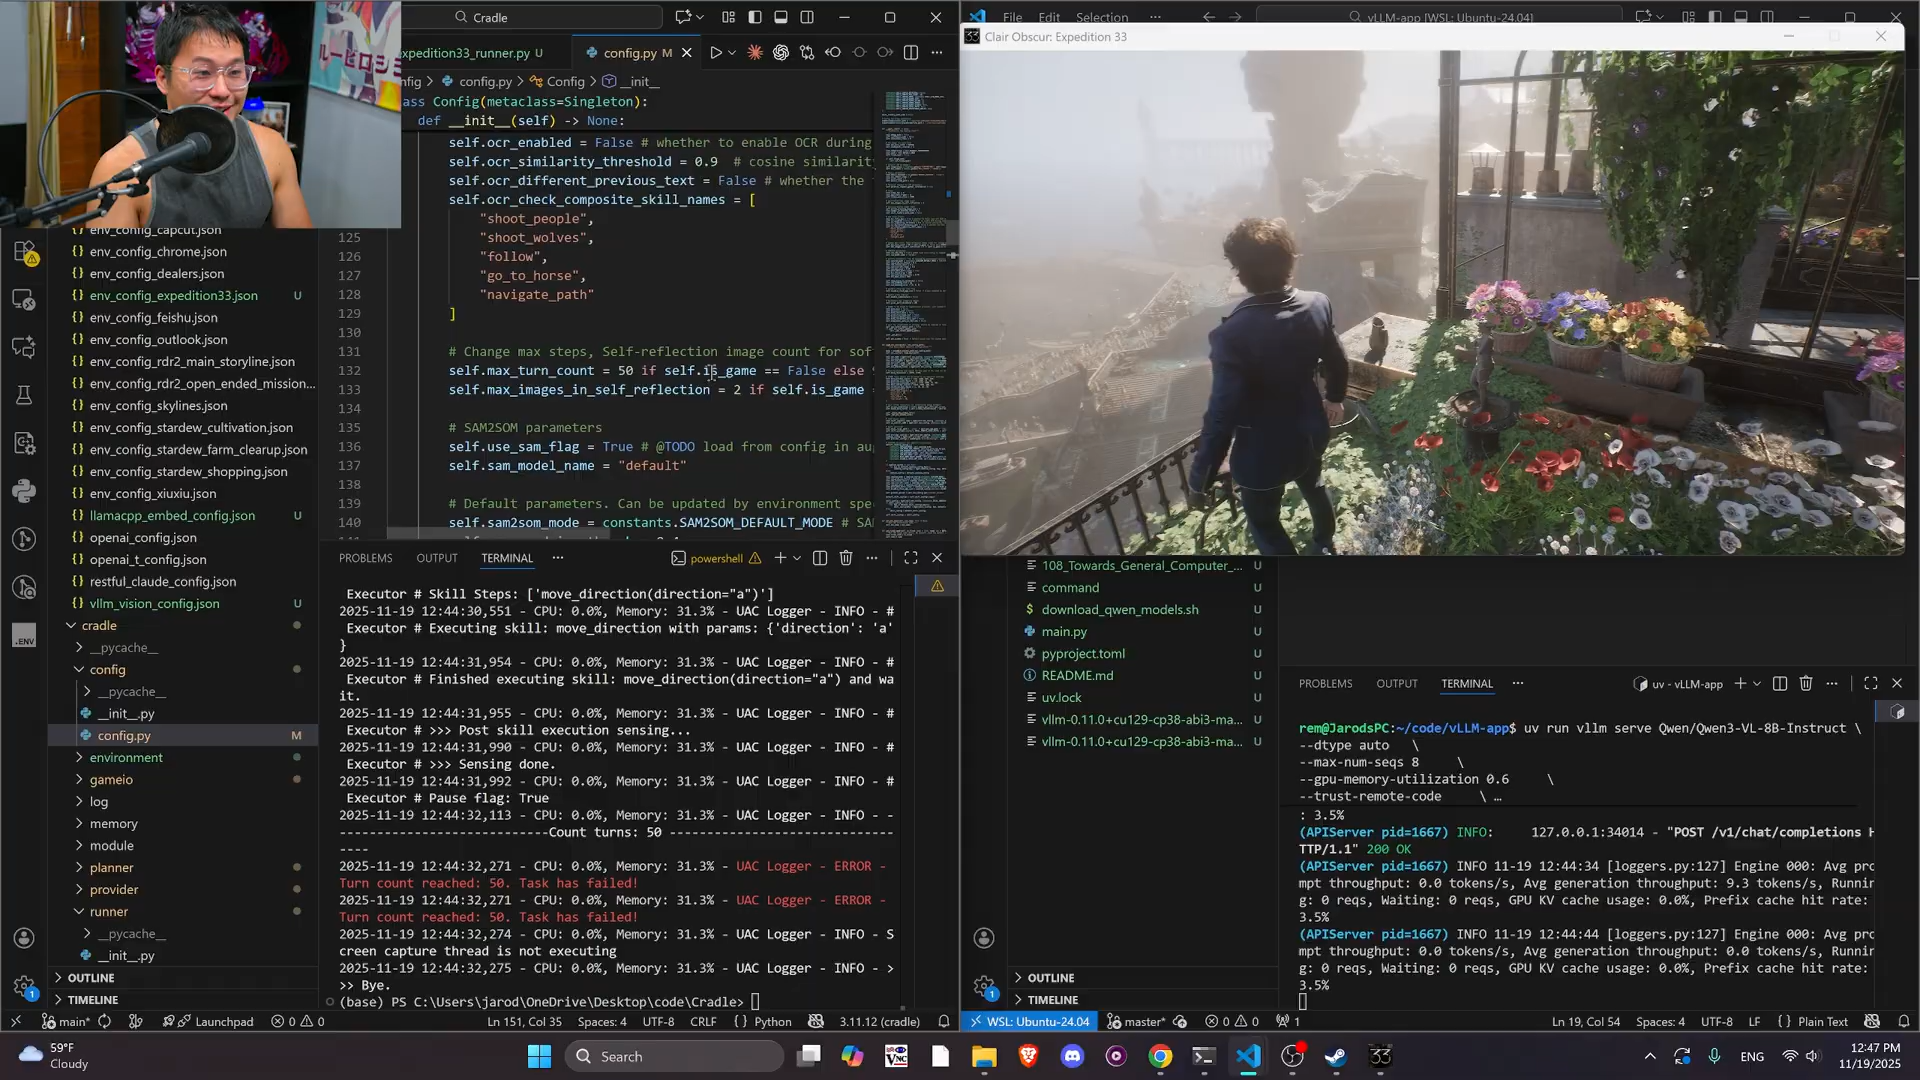 Cradle
expedition33_runner.py U
config.py M
config.py > Config > __init__
Config(metaclass=Singleton):
def __init__(self) -> None:
self.ocr_enabled = False # whether to enable OCR during
self.ocr_similarity_threshold = 0.9  # cosine similarity
self.ocr_different_previous_text = False # whether the
self.ocr_check_composite_skill_names = [
"shoot_people",
125 "shoot_wolves",
126 "follow",
127 "go_to_horse",
128 "navigate_path"
129 ]
130
131 # Change max steps, Self-reflection image count for sof
132 self.max_turn_count = 50 if self.is_game == False else
133 self.max_images_in_self_reflection = 2 if self.is_game
134
135 # SAM2SOM parameters
136 self.use_sam_flag = True # @TODO load from config in au
137 self.sam_model_name = "default"
138
139 # Default parameters. Can be updated by environment spe
140 self.sam2som_mode = constants.SAM2SOM_DEFAULT_MODE # SA
env_config_capcut.json
env_config_chrome.json
env_config_dealers.json
env_config_expedition33.json U
env_config_feishu.json
env_config_outlook.json
env_config_rdr2_main_storyline.json
env_config_rdr2_open_ended_mission...
env_config_skylines.json
env_config_stardew_cultivation.json
env_config_stardew_farm_clearup.json
env_config_stardew_shopping.json
env_config_xiuxiu.json
llamacpp_embed_config.json U
openai_config.json
openai_t_config.json
restful_claude_config.json
vllm_vision_config.json U
cradle
__pycache__
config
__pycache__
__init__.py
config.py M
environment
gameio
log
memory
module
planner
provider
runner
__pycache__
__init__.py
OUTLINE
TIMELINE
.ENV
PROBLEMS OUTPUT TERMINAL ... powershell
Executor # Skill Steps: ['move_direction(direction="a")']
2025-11-19 12:44:30,551 - CPU: 0.0%, Memory: 31.3% - UAC Logger - INFO - #
Executor # Executing skill: move_direction with params: {'direction': 'a'
}
2025-11-19 12:44:31,954 - CPU: 0.0%, Memory: 31.3% - UAC Logger - INFO - #
Executor # Finished executing skill: move_direction(direction="a") and wa
it.
2025-11-19 12:44:31,955 - CPU: 0.0%, Memory: 31.3% - UAC Logger - INFO - #
Executor # >>> Post skill execution sensing...
2025-11-19 12:44:31,990 - CPU: 0.0%, Memory: 31.3% - UAC Logger - INFO - #
Executor # >>> Sensing done.
2025-11-19 12:44:31,992 - CPU: 0.0%, Memory: 31.3% - UAC Logger - INFO - #
Executor # Pause flag: True
2025-11-19 12:44:32,113 - CPU: 0.0%, Memory: 31.3% - UAC Logger - INFO - -
-----------------------------Count turns: 50 -------------------------------
----
2025-11-19 12:44:32,271 - CPU: 0.0%, Memory: 31.3% - UAC Logger - ERROR -
Turn count reached: 50. Task has failed!
2025-11-19 12:44:32,271 - CPU: 0.0%, Memory: 31.3% - UAC Logger - ERROR -
Turn count reached: 50. Task has failed!
2025-11-19 12:44:32,274 - CPU: 0.0%, Memory: 31.3% - UAC Logger - INFO - S
creen capture thread is not executing
2025-11-19 12:44:32,275 - CPU: 0.0%, Memory: 31.3% - UAC Logger - INFO - >
>> Bye.
(base) PS C:\Users\jarod\OneDrive\Desktop\code\Cradle>
main* Launchpad 0 0 Ln 151, Col 35 Spaces: 4 UTF-8 CRLF {} Python 3.11.12 (cradle)
File Edit Selection ... vLLM-app [WSL: Ubuntu-24.04]
33 Clair Obscur: Expedition 33
108_Towards_General_Computer_... U
command U
download_qwen_models.sh U
main.py U
pyproject.toml U
README.md U
uv.lock U
vllm-0.11.0+cu129-cp38-abi3-ma... U
vllm-0.11.0+cu129-cp38-abi3-ma... U
OUTLINE
TIMELINE
PROBLEMS OUTPUT TERMINAL ... uv - vLLM-app
rem@JarodsPC:~/code/vLLM-app$ uv run vllm serve Qwen/Qwen3-VL-8B-Instruct \
--dtype auto \
--max-num-seqs 8 \
--gpu-memory-utilization 0.6 \
--trust-remote-code \ …
: 3.5%
(APIServer pid=1667) INFO: 127.0.0.1:34014 - "POST /v1/chat/completions H
TTP/1.1" 200 OK
(APIServer pid=1667) INFO 11-19 12:44:34 [loggers.py:127] Engine 000: Avg pro
mpt throughput: 0.0 tokens/s, Avg generation throughput: 9.3 tokens/s, Runnin
g: 0 reqs, Waiting: 0 reqs, GPU KV cache usage: 0.0%, Prefix cache hit rate:
3.5%
(APIServer pid=1667) INFO 11-19 12:44:44 [loggers.py:127] Engine 000: Avg pro
mpt throughput: 0.0 tokens/s, Avg generation throughput: 0.0 tokens/s, Runnin
g: 0 reqs, Waiting: 0 reqs, GPU KV cache usage: 0.0%, Prefix cache hit rate:
3.5%
WSL: Ubuntu-24.04 master* 0 0 1 Ln 19, Col 54 Spaces: 4 UTF-8 LF {} Plain Text
59°F
Cloudy
Search
ENG
12:47 PM
11/19/2025